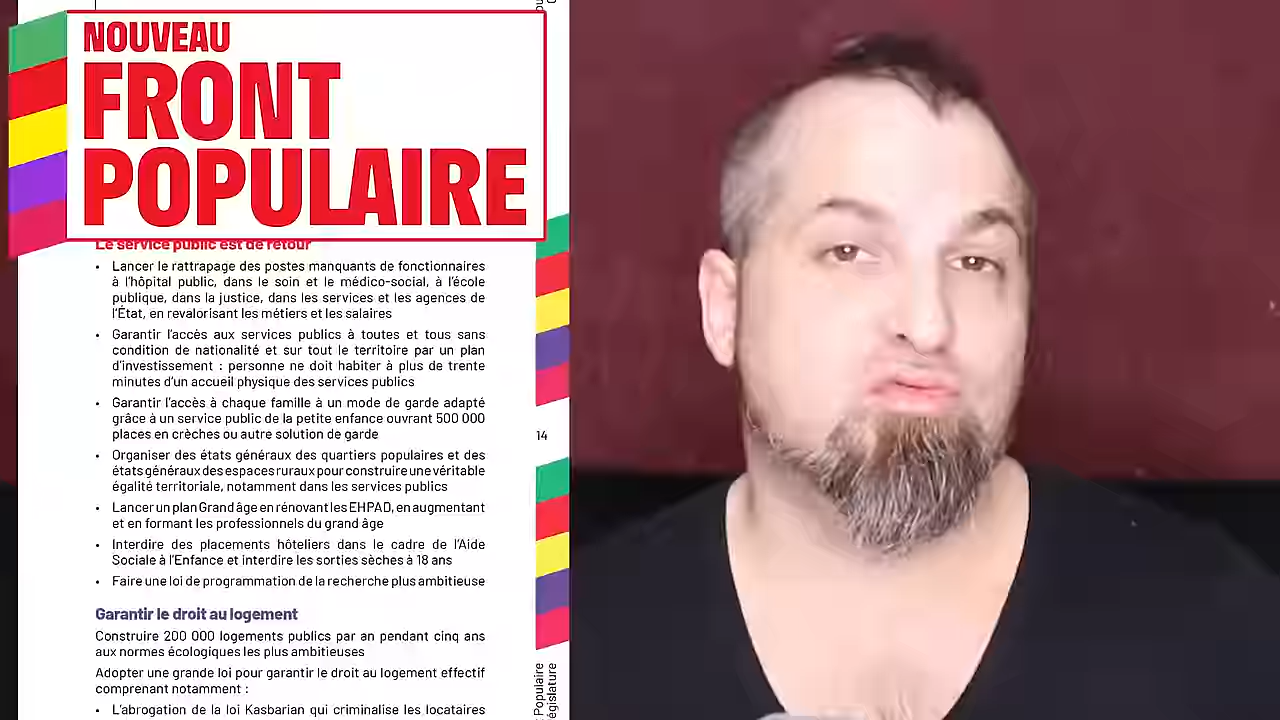 NOUVEAU
FRONT
POPULAIRE
Le service public est de retour
• Lancer le rattrapage des postes manquants de fonctionnaires
à l'hôpital public, dans le soin et le médico-social, à l'école
publique, dans la justice, dans les services et les agences de
l'État, en revalorisant les métiers et les salaires
• Garantir l'accès aux services publics à toutes et tous sans
condition de nationalité et sur tout le territoire par un plan
d'investissement : personne ne doit habiter à plus de trente
minutes d'un accueil physique des services publics
• Garantir l'accès à chaque famille à un mode de garde adapté
grâce à un service public de la petite enfance ouvrant 500 000
places en crèches ou autre solution de garde
• Organiser des états généraux des quartiers populaires et des
états généraux des espaces ruraux pour construire une véritable
égalité territoriale, notamment dans les services publics
• Lancer un plan Grand âge en rénovant les EHPAD, en augmentant
et en formant les professionnels du grand âge
• Interdire des placements hôteliers dans le cadre de l'Aide
Sociale à l'Enfance et interdire les sorties sèches à 18 ans
• Faire une loi de programmation de la recherche plus ambitieuse
Garantir le droit au logement
Construire 200 000 logements publics par an pendant cinq ans
aux normes écologiques les plus ambitieuses
Adopter une grande loi pour garantir le droit au logement effectif
comprenant notamment :
• L'abrogation de la loi Kasbarian qui criminalise les locataires
14
Populaire
égislature